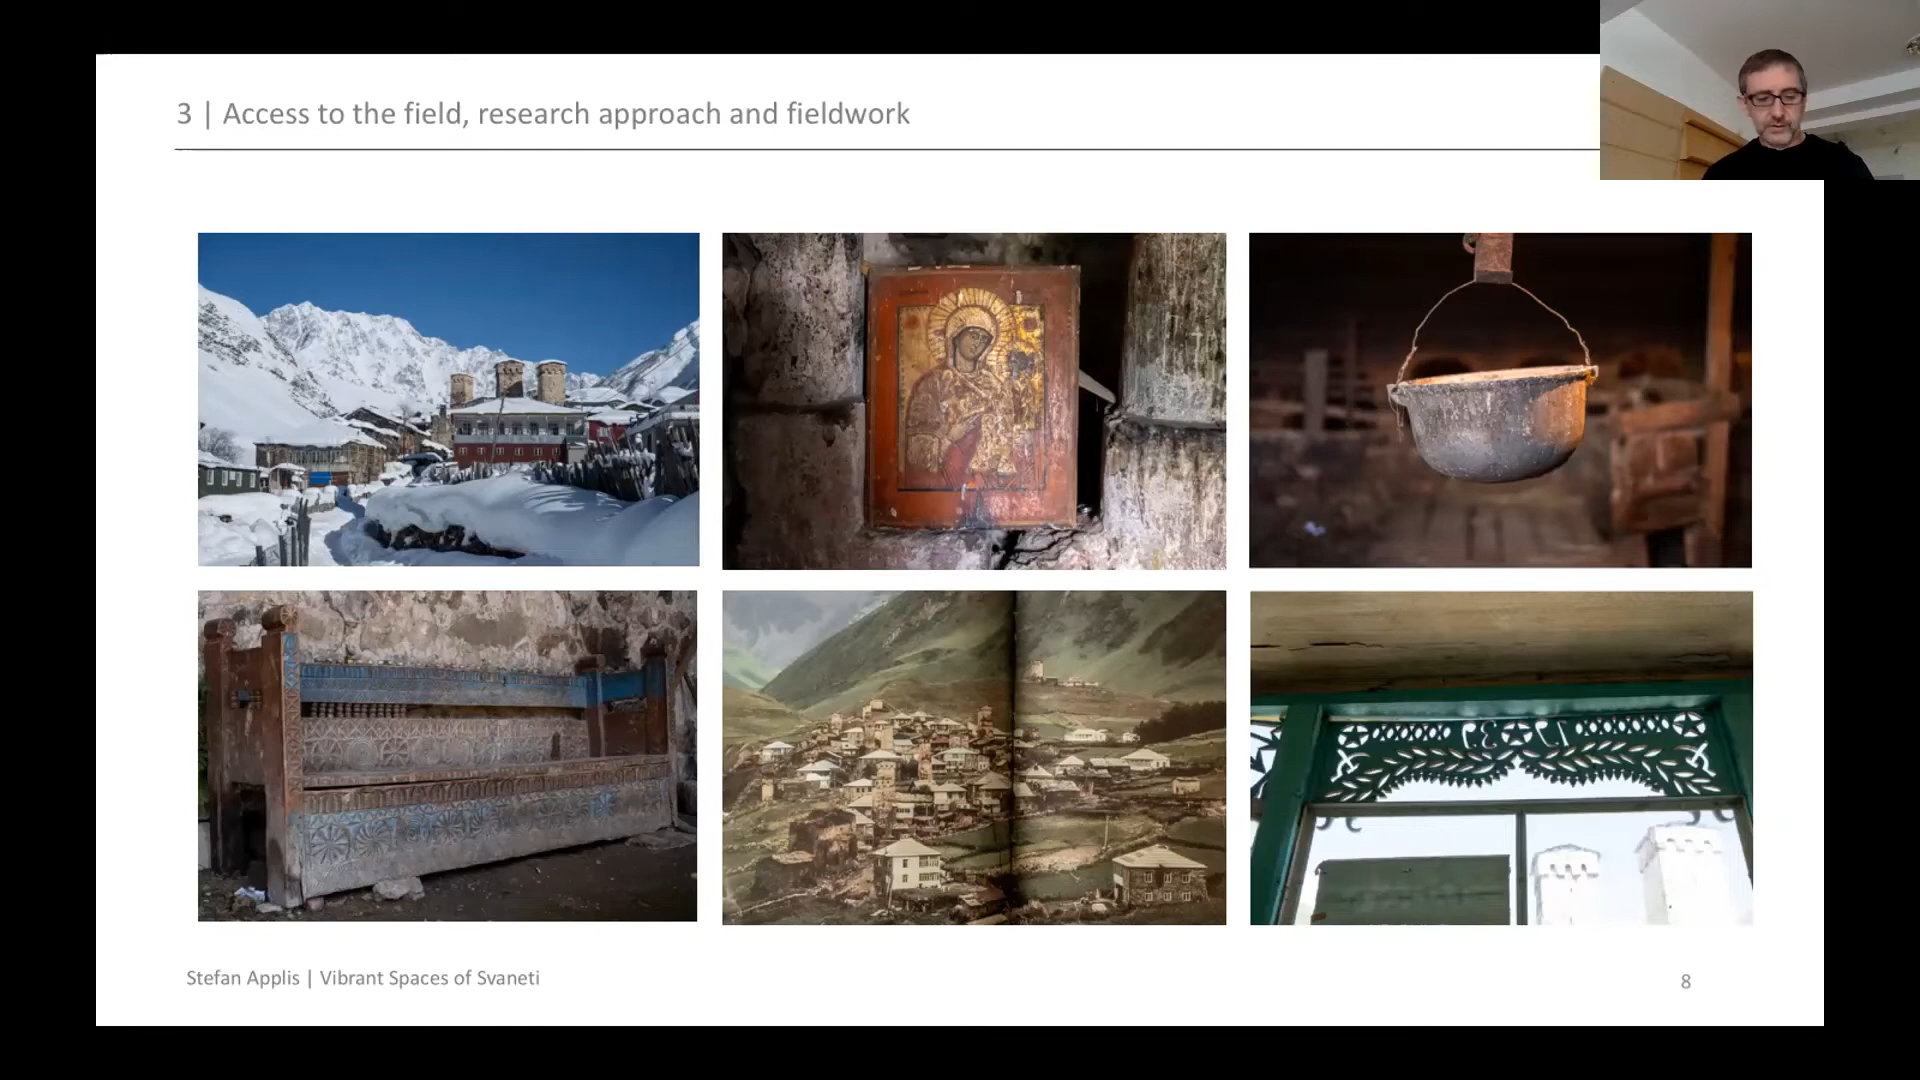 3 | Access to the field, research approach and fieldwork
Stefan Applis | Vibrant Spaces of Svaneti
8